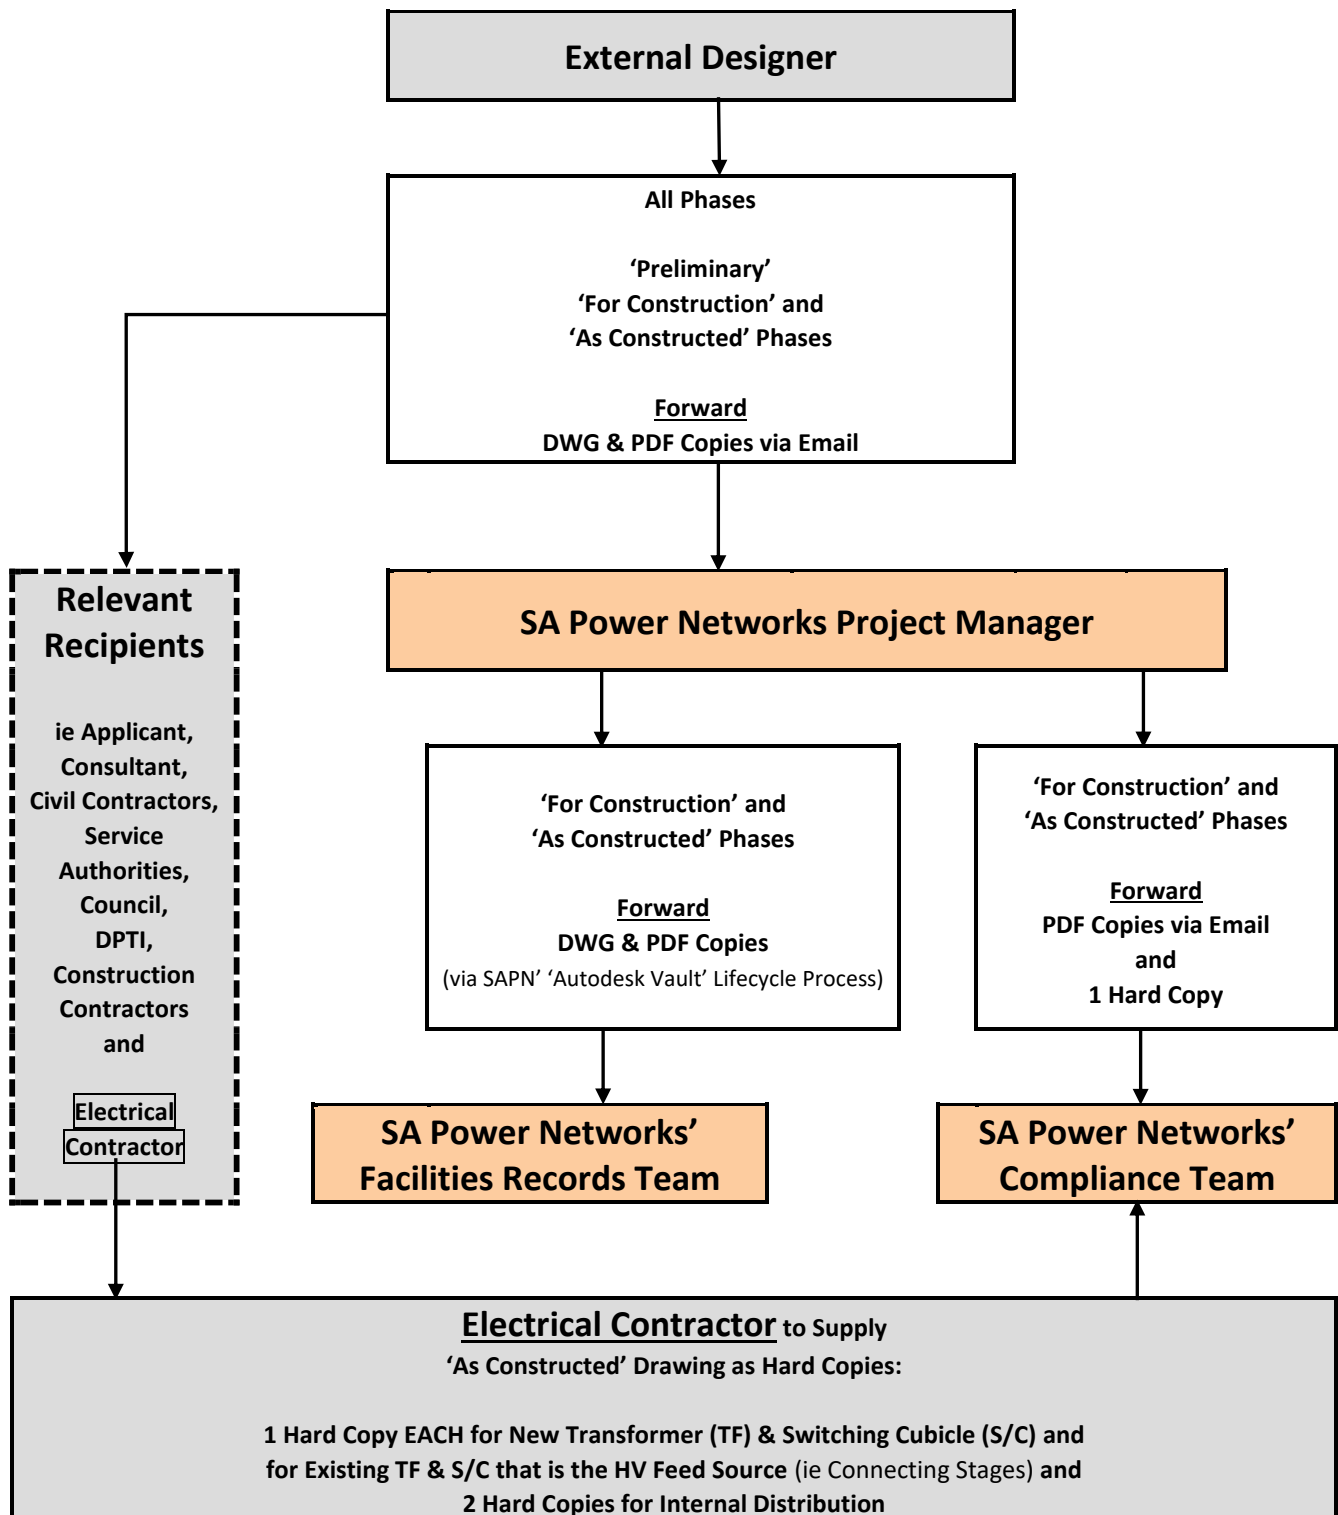 External Designer
All Phases
‘Preliminary’
‘For Construction’ and
‘As Constructed’ Phases
Forward
DWG & PDF Copies via Email
Relevant
Recipients
ie Applicant,
Consultant,
Civil Contractors,
Service
Authorities,
Council,
DPTI,
Construction
Contractors
and
Electrical
Contractor
SA Power Networks Project Manager
‘For Construction’ and
‘As Constructed’ Phases
Forward
DWG & PDF Copies
(via SAPN’ ‘Autodesk Vault’ Lifecycle Process)
‘For Construction’ and
‘As Constructed’ Phases
Forward
PDF Copies via Email
and
1 Hard Copy
SA Power Networks’
Facilities Records Team
SA Power Networks’
Compliance Team
Electrical Contractor to Supply
‘As Constructed’ Drawing as Hard Copies:
1 Hard Copy EACH for New Transformer (TF) & Switching Cubicle (S/C) and
for Existing TF & S/C that is the HV Feed Source (ie Connecting Stages) and
2 Hard Copies for Internal Distribution